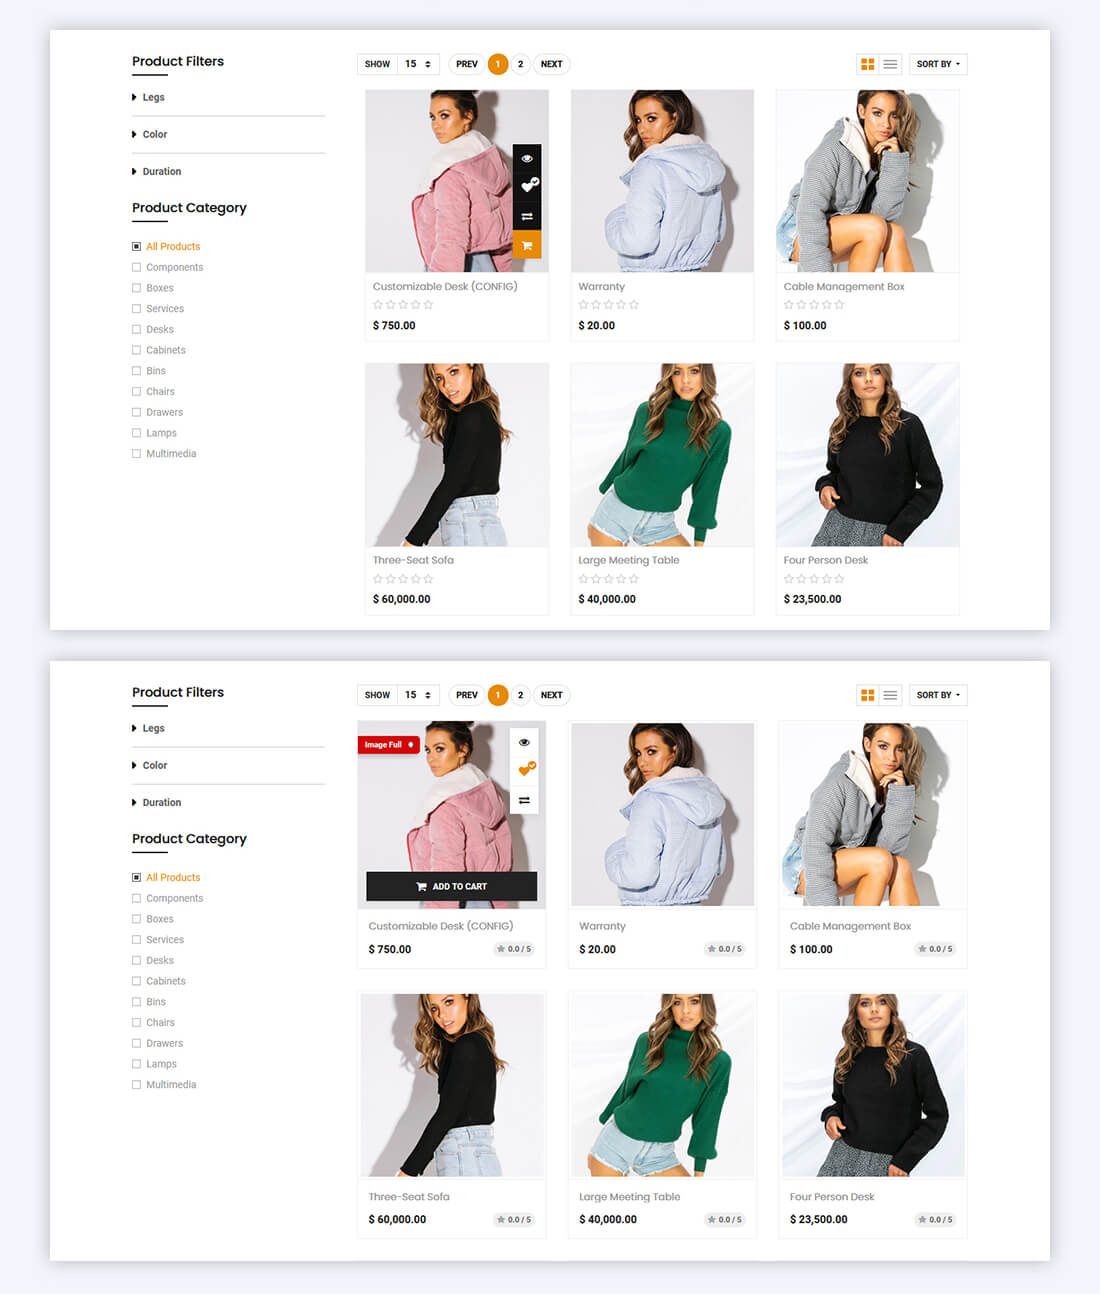 Product Filters
Legs
Color
Duration
Product Category
All Products
Components
Boxes
Services
Desks
Cabinets
Bins
Chairs
Drawers
Lamps
Multimedia
SHOW 15 PREV 1 2 NEXT SORT BY
Customizable Desk (CONFIG) Warranty Cable Management Box
$ 750.00 $ 20.00 $ 100.00
Three-Seat Sofa Large Meeting Table Four Person Desk
$ 60,000.00 $ 40,000.00 $ 23,500.00
Product Filters
Legs
Color
Duration
Product Category
All Products
Components
Boxes
Services
Desks
Cabinets
Bins
Chairs
Drawers
Lamps
Multimedia
SHOW 15 PREV 1 2 NEXT SORT BY
Image Full
ADD TO CART
Customizable Desk (CONFIG) Warranty Cable Management Box
$ 750.00 0.0 / 5 $ 20.00 0.0 / 5 $ 100.00 0.0 / 5
Three-Seat Sofa Large Meeting Table Four Person Desk
$ 60,000.00 0.0 / 5 $ 40,000.00 0.0 / 5 $ 23,500.00 0.0 / 5